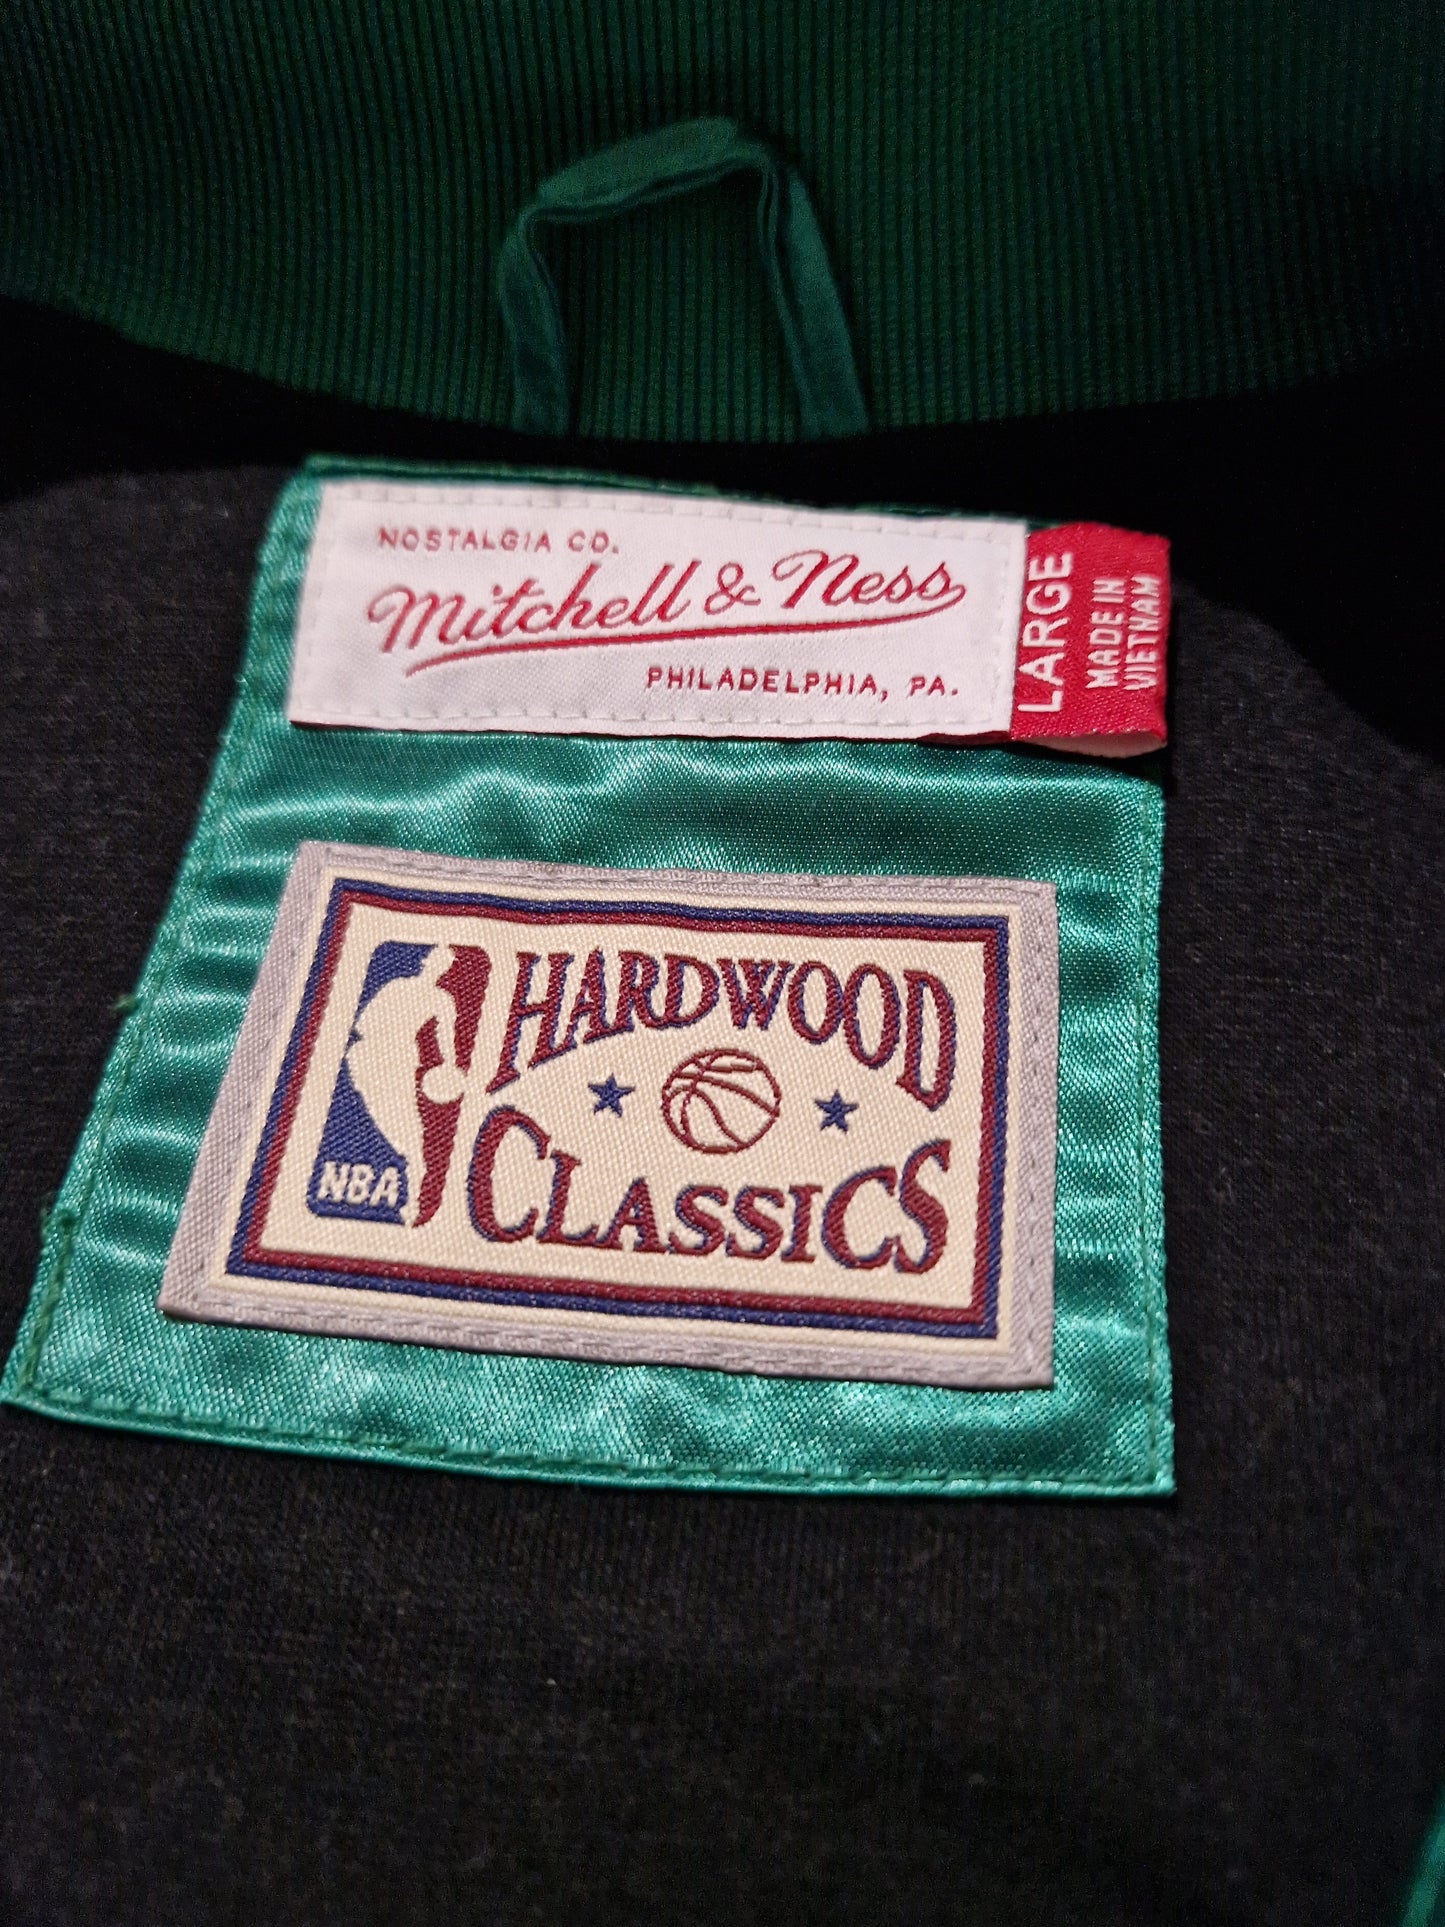 NOSTALGIA CO.
Mitchell & Ness
PHILADELPHIA, PA.
LARGE
MADE IN
VIETNAM
HARDWOOD
CLASSICS
NBA